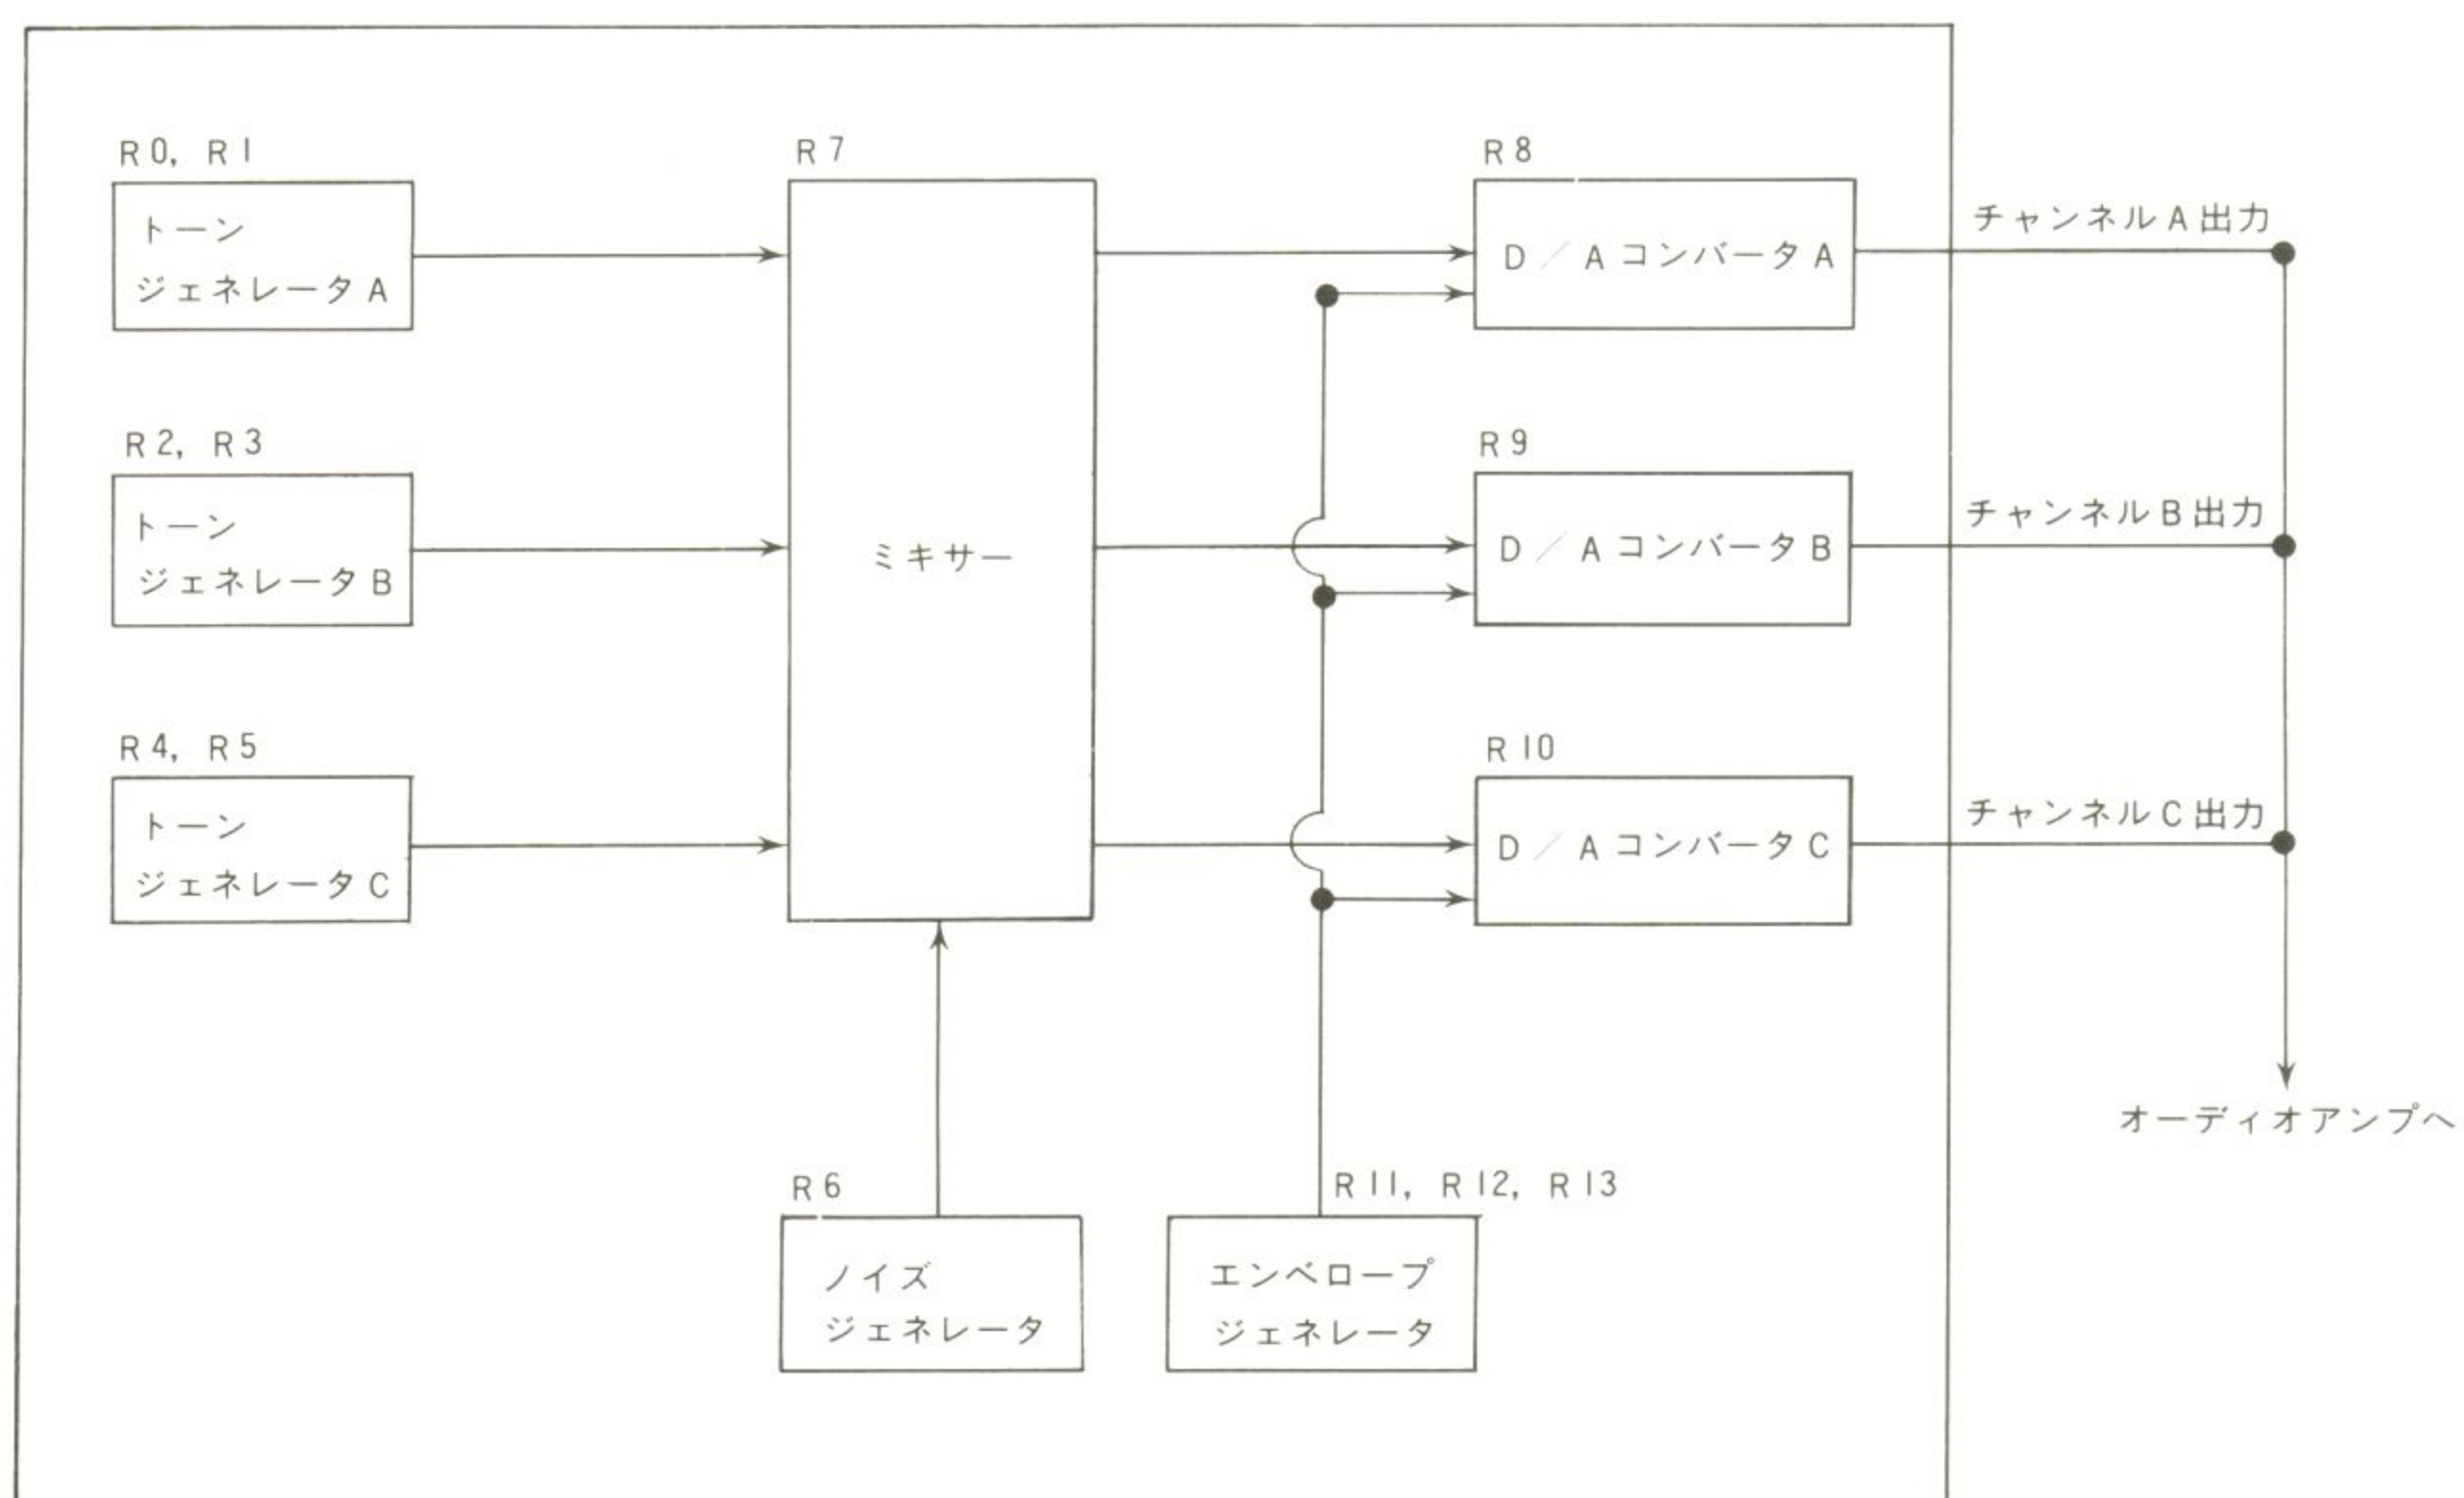 R0, R1
トーン
ジェネレータA
R2, R3
トーン
ジェネレータB
R4, R5
トーン
ジェネレータC
R7
ミキサー
R6
ノイズ
ジェネレータ
R11, R12, R13
エンベロープ
ジェネレータ
R8
D/AコンバータA
R9
D/AコンバータB
R10
D/AコンバータC
チャンネルA出力
チャンネルB出力
チャンネルC出力
オーディオアンプへ